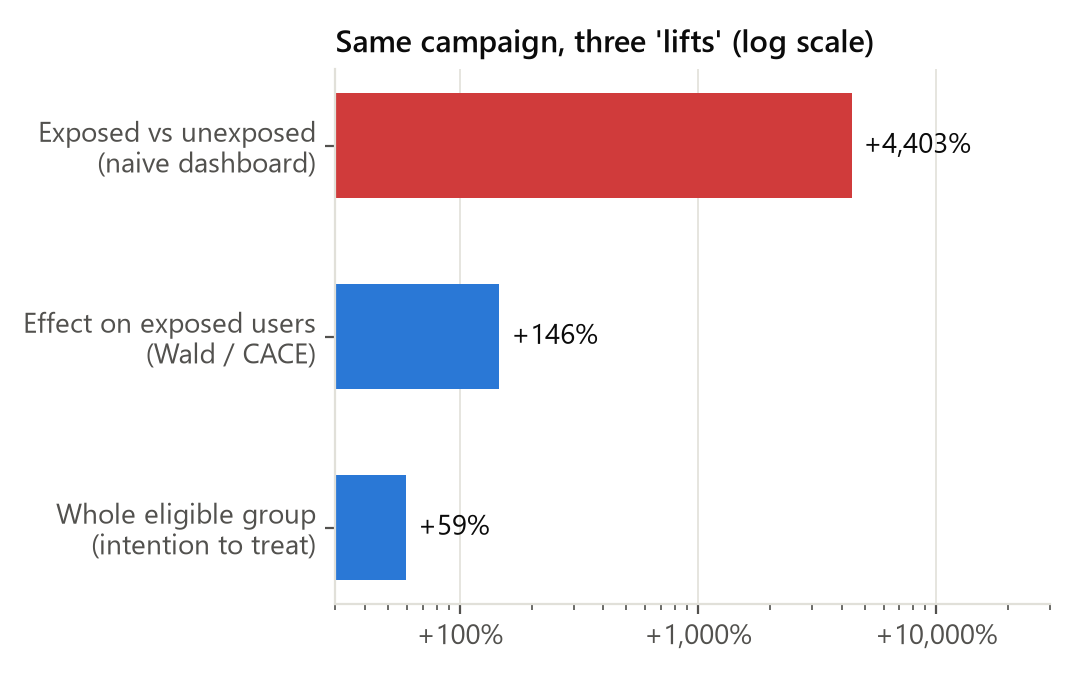 Same campaign, three 'lifts' (log scale)
Exposed vs unexposed
(naive dashboard)
+4,403%
Effect on exposed users
(Wald / CACE)
+146%
Whole eligible group
(intention to treat)
+59%
+100%
+1,000%
+10,000%